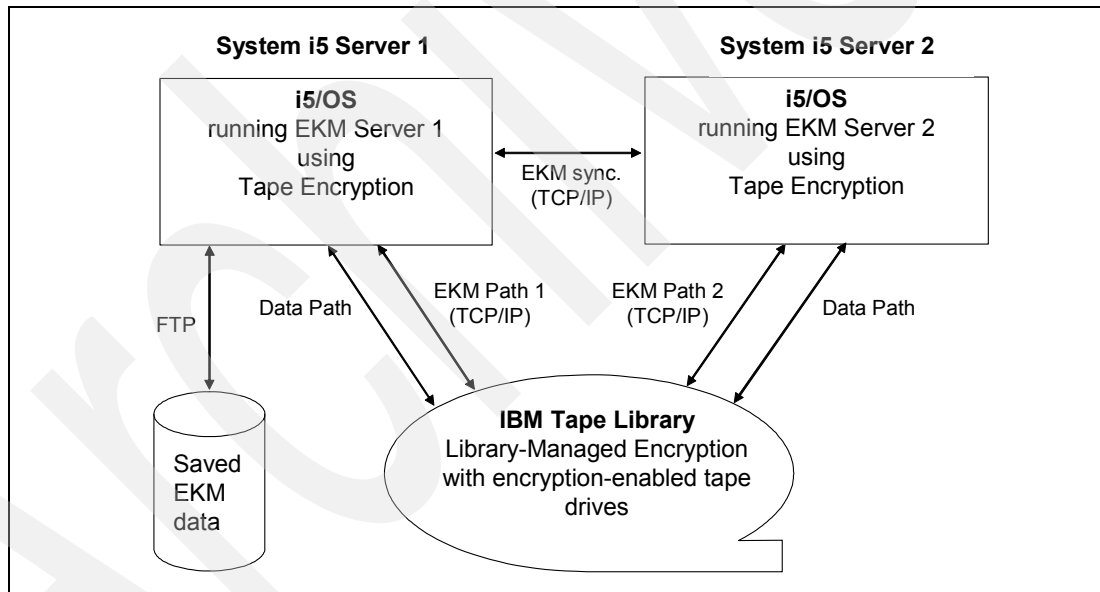 System i5 Server 1
System i5 Server 2
i5/OS
running EKM Server 1
using
Tape Encryption
i5/OS
running EKM Server 2
using
Tape Encryption
EKM sync.
(TCP/IP)
FTP
Data Path
EKM Path 1
(TCP/IP)
EKM Path 2
(TCP/IP)
Data Path
Saved
EKM
data
IBM Tape Library
Library-Managed Encryption
with encryption-enabled tape
drives